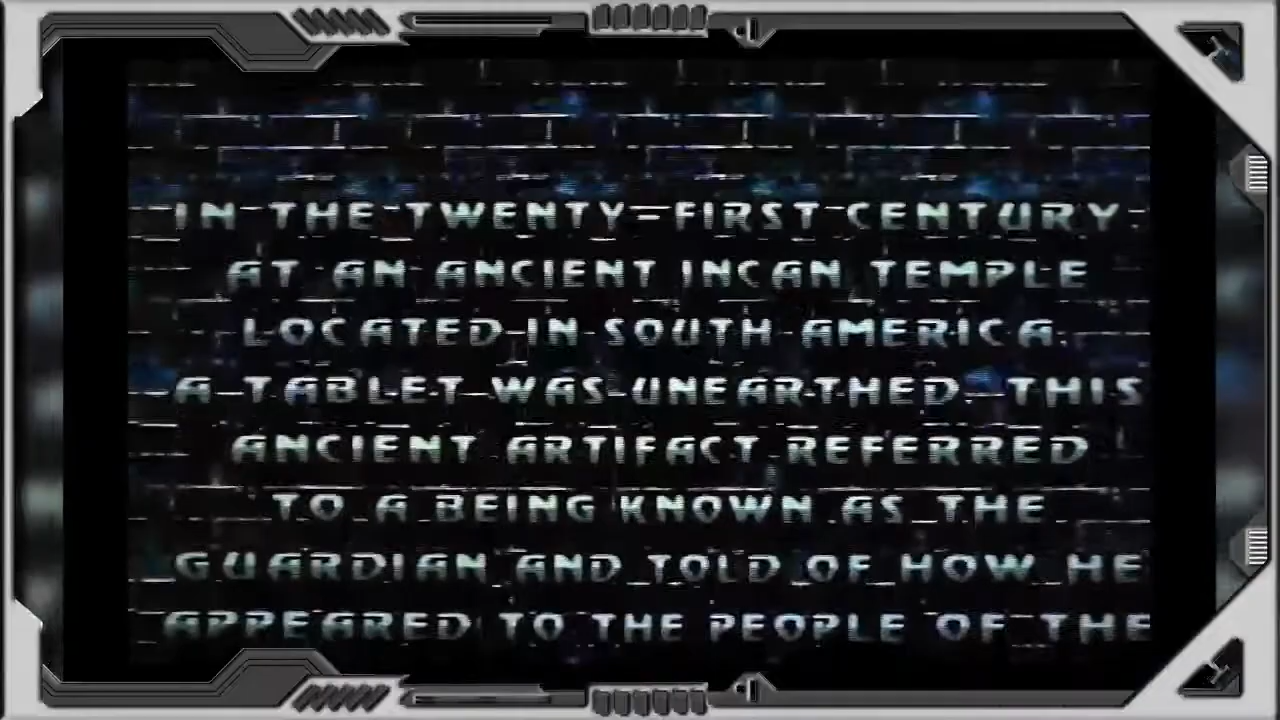 IN THE TWENTY-FIRST CENTURY
AT AN ANCIENT INCAN TEMPLE
LOCATED IN SOUTH AMERICA
A TABLET WAS UNEARTHED. THIS
ANCIENT ARTIFACT REFERRED
TO A BEING KNOWN AS THE
GUARDIAN AND TOLD OF HOW HE
APPEARED TO THE PEOPLE OF THE